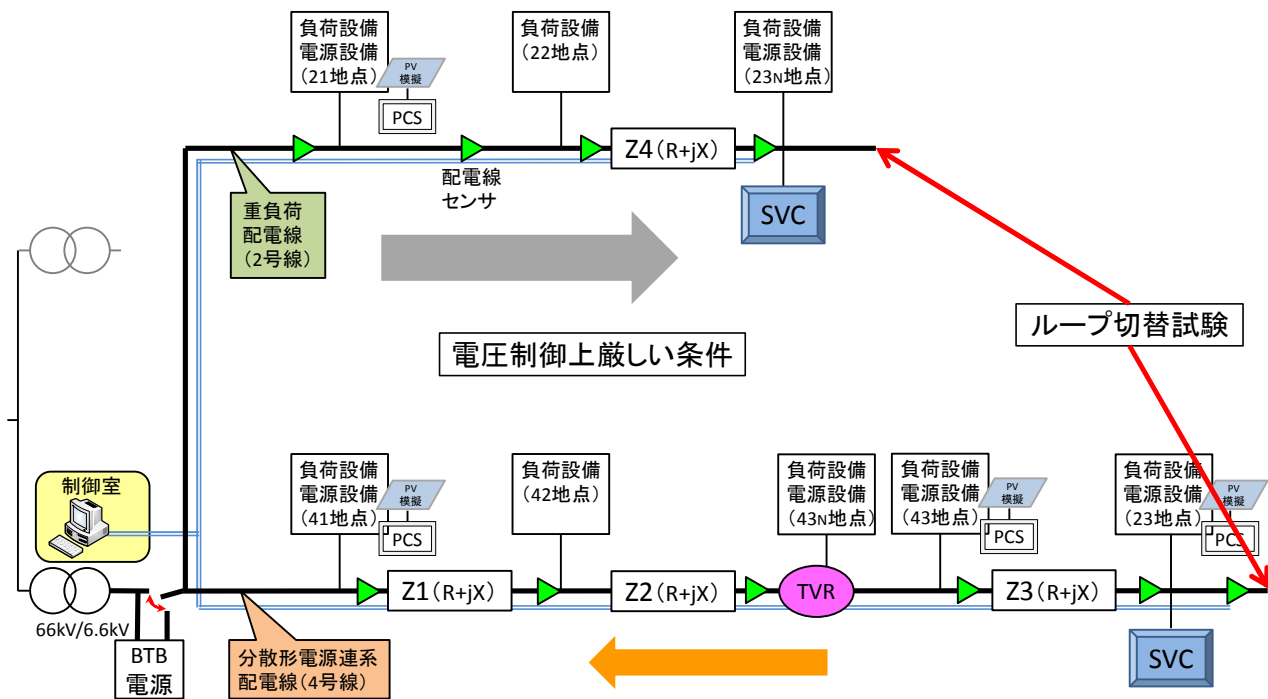 負荷設備
電源設備
(21地点)
PV
模擬
PCS
負荷設備
(22地点)
負荷設備
電源設備
(23N地点)
Z4(R+jX)
配電線
センサ
SVC
重負荷
配電線
(2号線)
ループ切替試験
電圧制御上厳しい条件
制御室
負荷設備
電源設備
(41地点)
PV
模擬
PCS
負荷設備
(42地点)
負荷設備
電源設備
(43N地点)
負荷設備
電源設備
(43地点)
PV
模擬
PCS
負荷設備
電源設備
(23地点)
PV
模擬
PCS
Z1(R+jX)
Z2(R+jX)
TVR
Z3(R+jX)
66kV/6.6kV
BTB
電源
分散形電源連系
配電線(4号線)
SVC